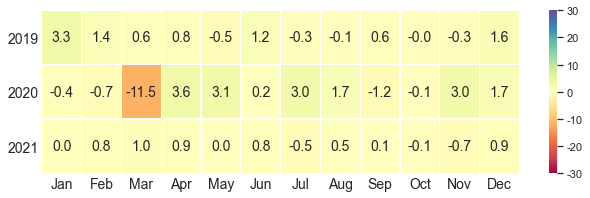 2019 3.3 1.4 0.6 0.8 -0.5 1.2 -0.3 -0.1 0.6 -0.0 -0.3 1.6
2020 -0.4 -0.7 -11.5 3.6 3.1 0.2 3.0 1.7 -1.2 -0.1 3.0 1.7
2021 0.0 0.8 1.0 0.9 0.0 0.8 -0.5 0.5 0.1 -0.1 -0.7 0.9
Jan Feb Mar Apr May Jun Jul Aug Sep Oct Nov Dec
30
20
10
0
-10
-20
-30